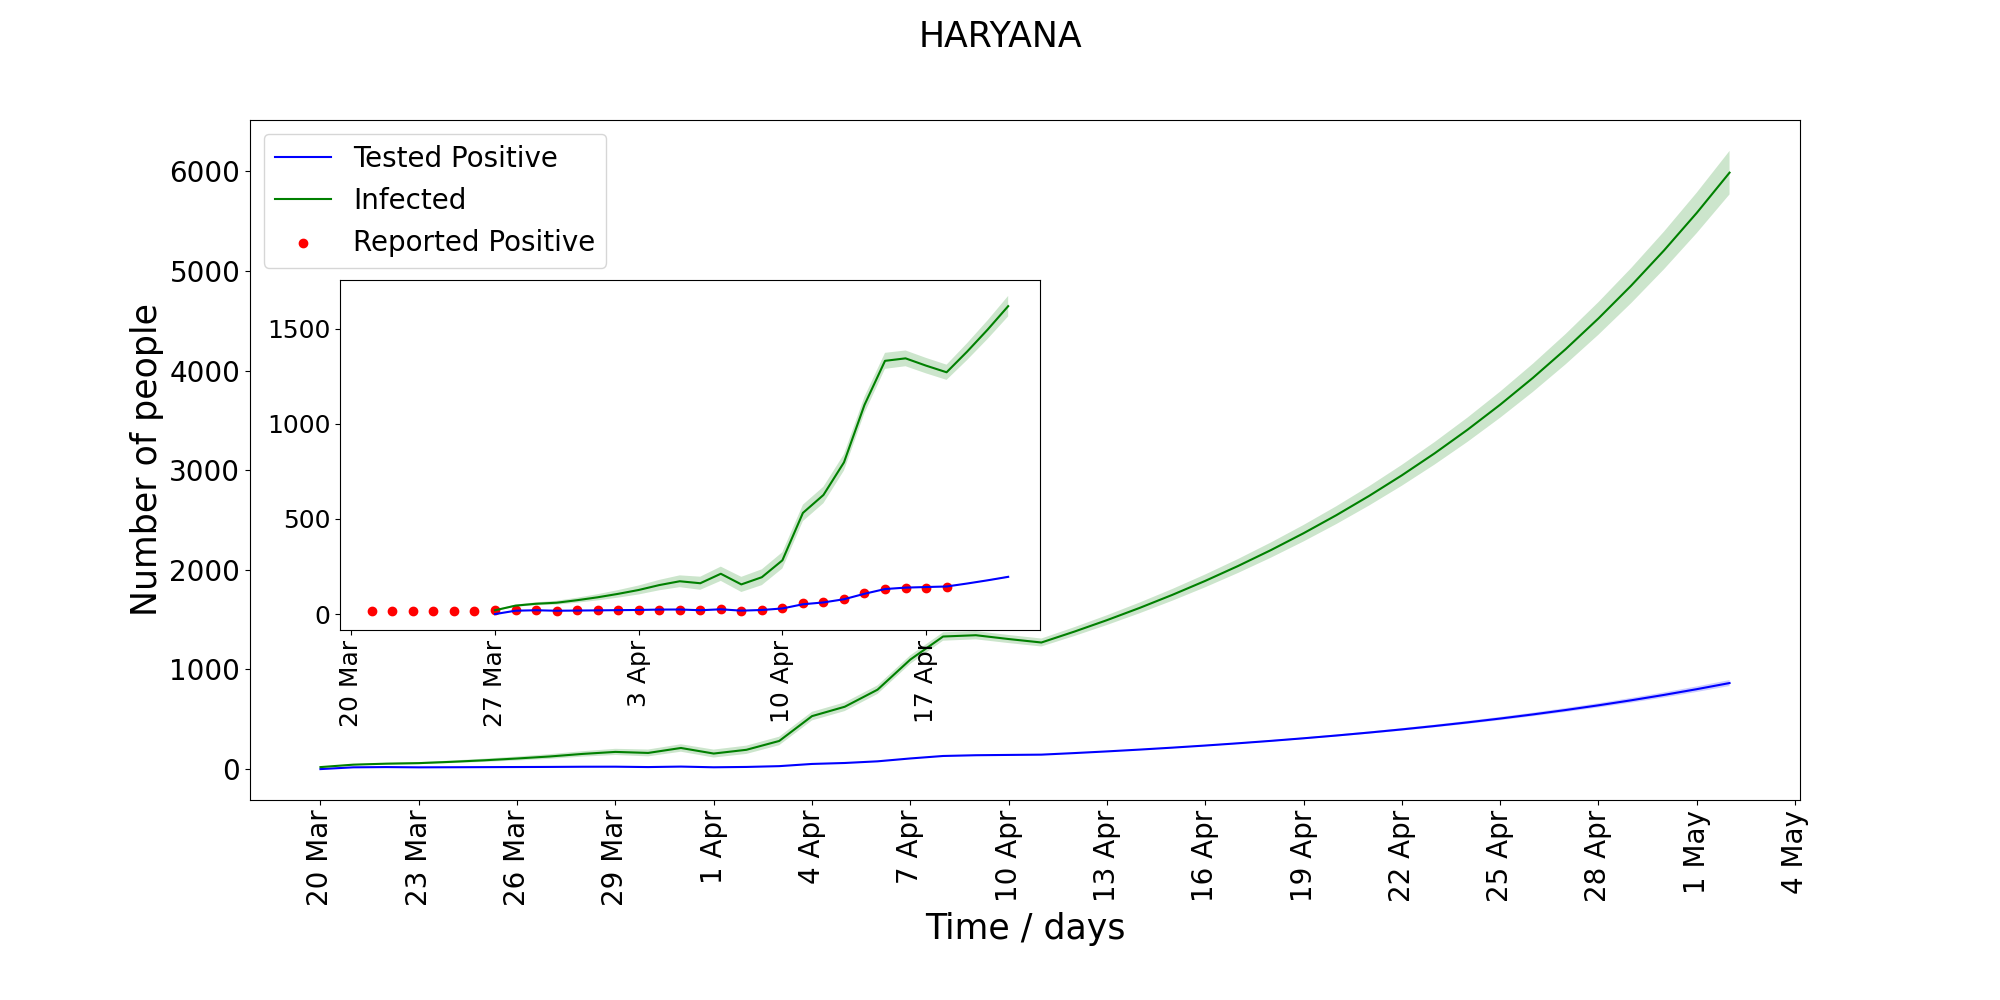 HARYANA
Tested Positive
Infected
Reported Positive
Number of people
6000
5000
4000
3000
2000
1000
0
1500
1000
500
0
20 Mar
27 Mar
3 Apr
10 Apr
17 Apr
20 Mar
23 Mar
26 Mar
29 Mar
1 Apr
4 Apr
7 Apr
10 Apr
13 Apr
16 Apr
19 Apr
22 Apr
25 Apr
28 Apr
1 May
4 May
Time / days